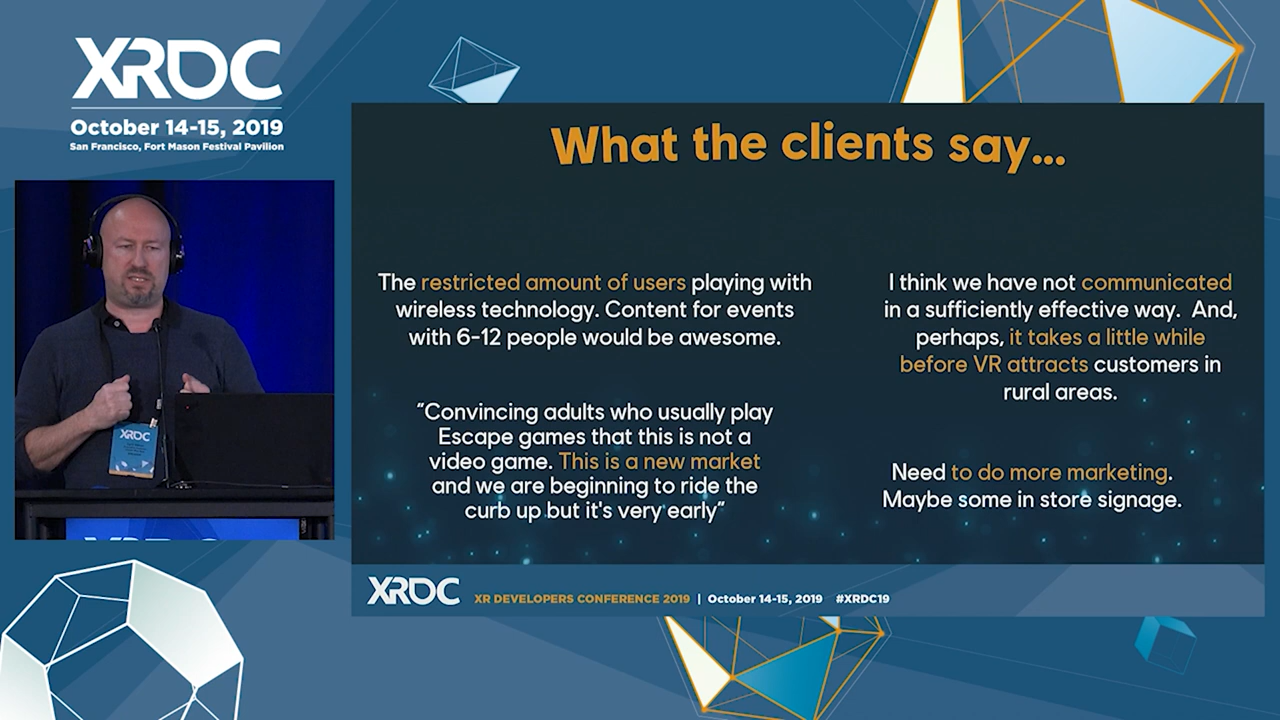 XRDC
October 14-15, 2019
San Francisco, Fort Mason Festival Pavilion
XRDC
What the clients say...
The restricted amount of users playing with
wireless technology. Content for events
with 6-12 people would be awesome.
“Convincing adults who usually play
Escape games that this is not a
video game. This is a new market
and we are beginning to ride the
curb up but it's very early”
I think we have not communicated
in a sufficiently effective way. And,
perhaps, it takes a little while
before VR attracts customers in
rural areas.
Need to do more marketing.
Maybe some in store signage.
XRDC
XR DEVELOPERS CONFERENCE 2019 | October 14-15, 2019 #XRDC19